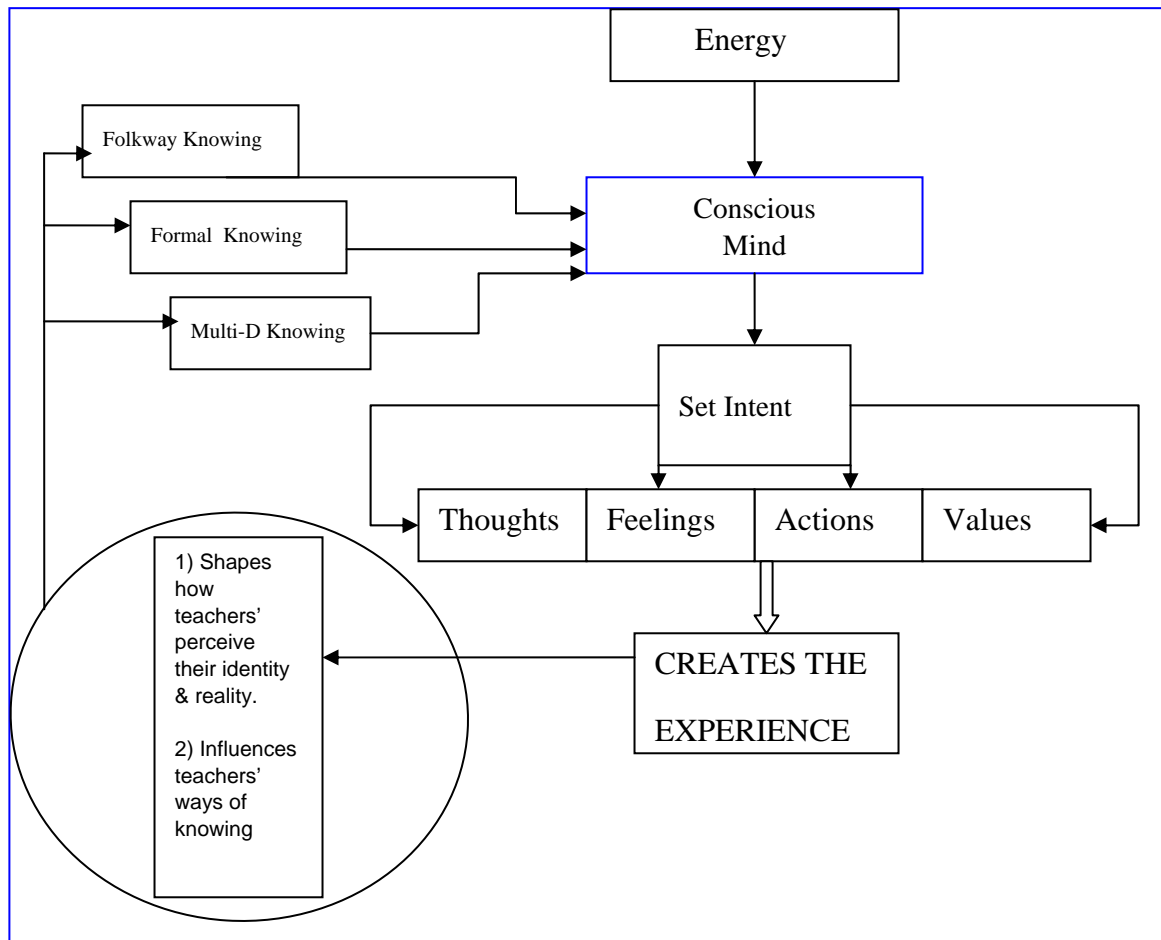 Energy
Folkway Knowing
Conscious
Mind
Formal Knowing
Multi-D Knowing
Set Intent
Thoughts
Feelings
Actions
Values
1) Shapes
how
teachers’
perceive
their identity
& reality.
2) Influences
teachers’
ways of
knowing
CREATES THE
EXPERIENCE